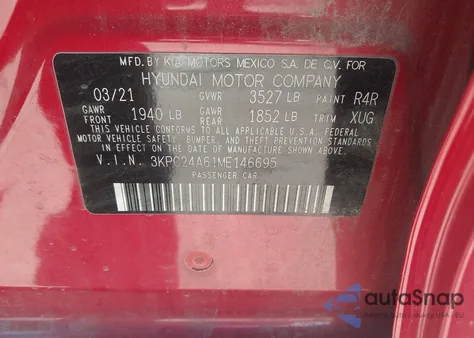 MFD. BY KIA MOTORS MEXICO S.A. DE C.V. FOR
HYUNDAI MOTOR COMPANY
03/21 GVWR 3527 LB PAINT R4R
GAWR FRONT 1940 LB GAWR REAR 1852 LB TRIM XUG
THIS VEHICLE CONFORMS TO ALL APPLICABLE U.S. FEDERAL
MOTOR VEHICLE SAFETY, BUMPER, AND THEFT PREVENTION STANDARDS
IN EFFECT ON THE DATE OF MANUFACTURE SHOWN ABOVE.
V.I.N. 3KPC24A61ME146695
PASSENGER CAR
autoSnap